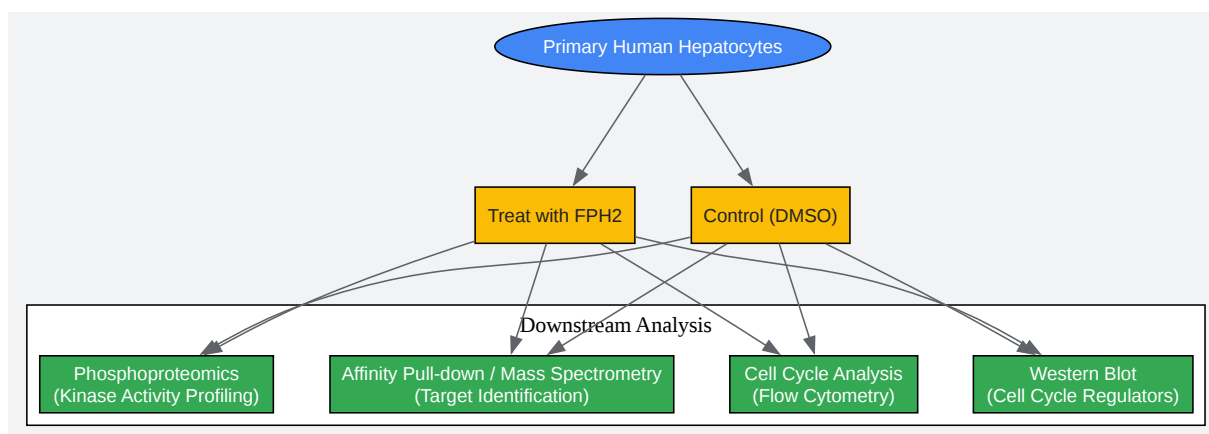 Primary Human Hepatocytes
Treat with FPH2
Control (DMSO)
Downstream Analysis
Phosphoproteomics
(Kinase Activity Profiling)
Affinity Pull-down / Mass Spectrometry
(Target Identification)
Cell Cycle Analysis
(Flow Cytometry)
Western Blot
(Cell Cycle Regulators)